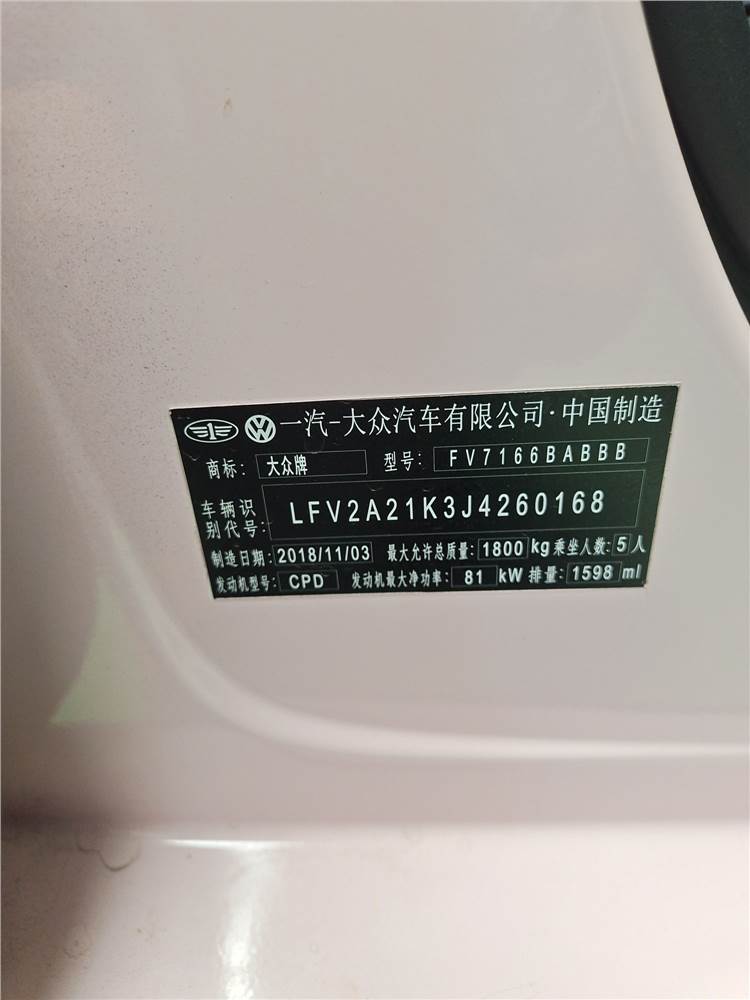 一汽-大众汽车有限公司·中国制造
商标: 大众牌 型号: FV7166BABBB
车辆识别代号: LFV2A21K3J4260168
制造日期: 2018/11/03 最大允许总质量: 1800 kg 乘坐人数: 5 人
发动机型号: CPD 发动机最大净功率: 81 kW 排量: 1598 ml